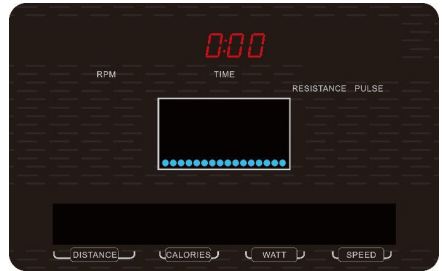 0:00
RPM TIME
RESISTANCE PULSE
DISTANCE CALORIES WATT SPEED